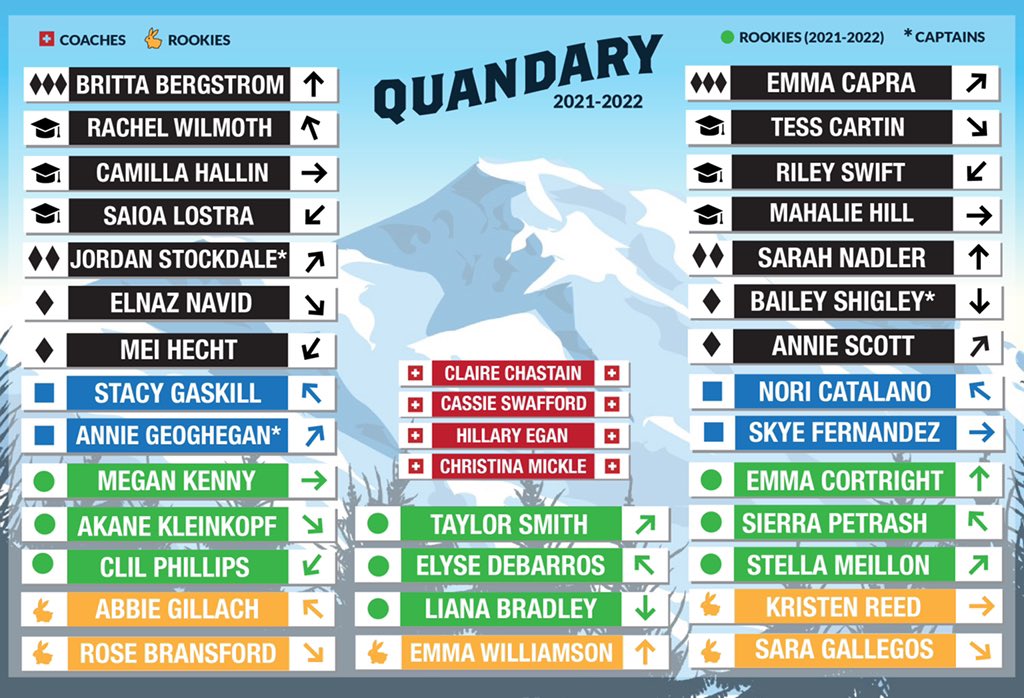 COACHES
ROOKIES
QUANDARY
2021-2022
ROOKIES (2021-2022)
*CAPTAINS
BRITTA BERGSTROM
RACHEL WILMOTH
CAMILLA HALLIN
SAIOA LOSTRA
JORDAN STOCKDALE*
ELNAZ NAVID
MEI HECHT
STACY GASKILL
ANNIE GEOGHEGAN*
MEGAN KENNY
AKANE KLEINKOPF
CLIL PHILLIPS
ABBIE GILLACH
ROSE BRANSFORD
CLAIRE CHASTAIN
CASSIE SWAFFORD
HILLARY EGAN
CHRISTINA MICKLE
TAYLOR SMITH
ELYSE DEBARROS
LIANA BRADLEY
EMMA WILLIAMSON
EMMA CAPRA
TESS CARTIN
RILEY SWIFT
MAHALIE HILL
SARAH NADLER
BAILEY SHIGLEY*
ANNIE SCOTT
NORI CATALANO
SKYE FERNANDEZ
EMMA CORTRIGHT
SIERRA PETRASH
STELLA MEILLON
KRISTEN REED
SARA GALLEGOS